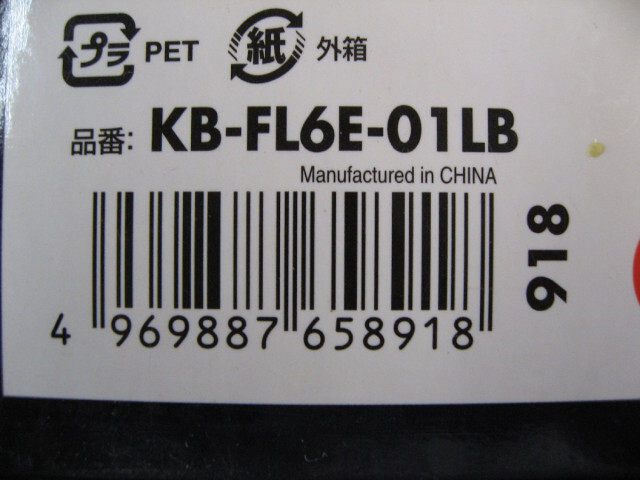 プラ PET 紙 外箱
品番: KB-FL6E-01LB
Manufactured in CHINA
4 969887 658918
918